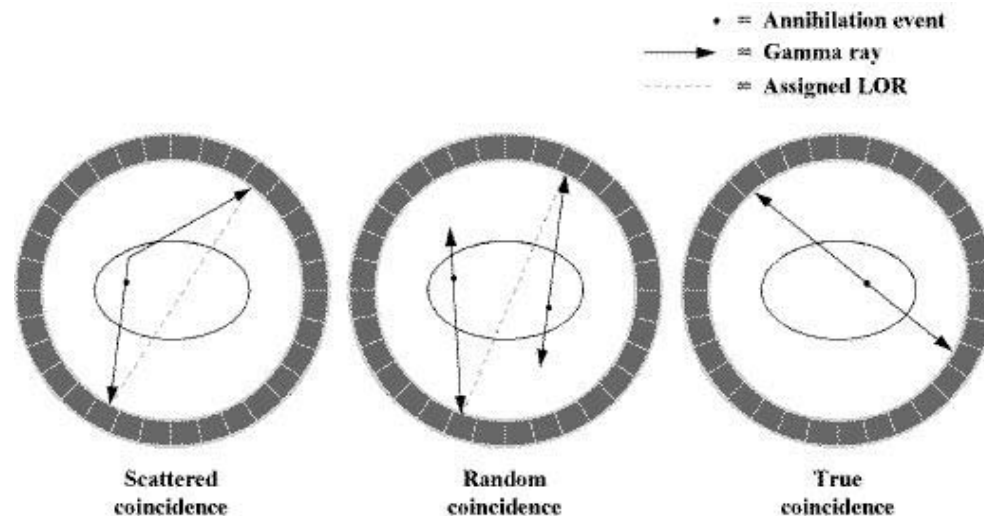 • = Annihilation event
= Gamma ray
= Assigned LOR
Scattered
coincidence
Random
coincidence
True
coincidence